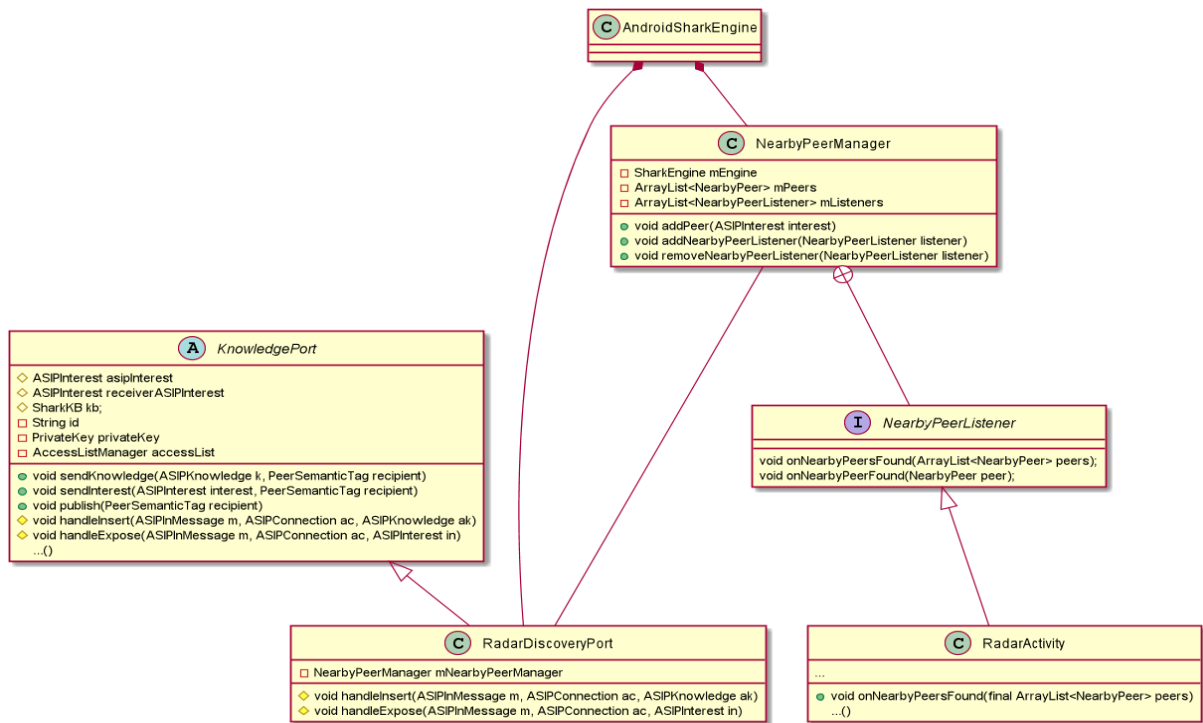 C AndroidSharkEngine
C NearbyPeerManager
SharkEngine mEngine
ArrayList<NearbyPeer> mPeers
ArrayList<NearbyPeerListener> mListeners
void addPeer(ASIPInterest interest)
void addNearbyPeerListener(NearbyPeerListener listener)
void removeNearbyPeerListener(NearbyPeerListener listener)
A KnowledgePort
ASIPInterest asipInterest
ASIPInterest receiverASIPInterest
SharkKB kb;
String id
PrivateKey privateKey
AccessListManager accessList
void sendKnowledge(ASIPKnowledge k, PeerSemanticTag recipient)
void sendInterest(ASIPInterest interest, PeerSemanticTag recipient)
void publish(PeerSemanticTag recipient)
void handleInsert(ASIPInMessage m, ASIPConnection ac, ASIPKnowledge ak)
void handleExpose(ASIPInMessage m, ASIPConnection ac, ASIPInterest in)
...()
I NearbyPeerListener
void onNearbyPeersFound(ArrayList<NearbyPeer> peers);
void onNearbyPeerFound(NearbyPeer peer);
C RadarDiscoveryPort
NearbyPeerManager mNearbyPeerManager
void handleInsert(ASIPInMessage m, ASIPConnection ac, ASIPKnowledge ak)
void handleExpose(ASIPInMessage m, ASIPConnection ac, ASIPInterest in)
C RadarActivity
...
void onNearbyPeersFound(final ArrayList<NearbyPeer> peers)
...()